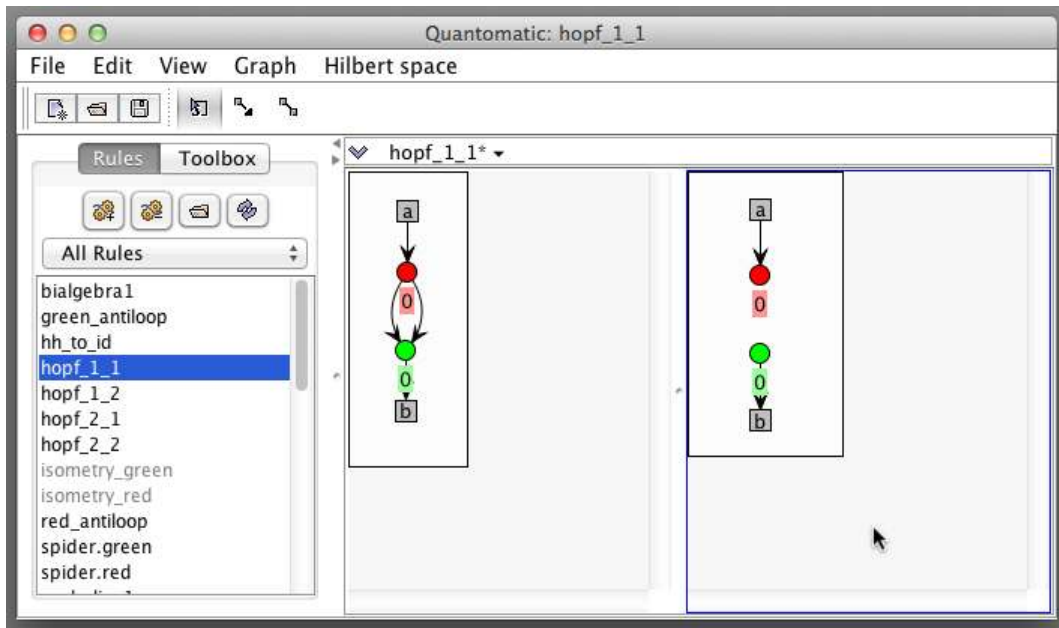 Quantomatic: hopf_1_1
File Edit View Graph Hilbert space
Rules Toolbox
hopf_1_1*
All Rules
bialgebra1
green_antiloop
hh_to_id
hopf_1_1
hopf_1_2
hopf_2_1
hopf_2_2
isometry_green
isometry_red
red_antiloop
spider.green
spider.red
a
0
0
b
a
0
0
b